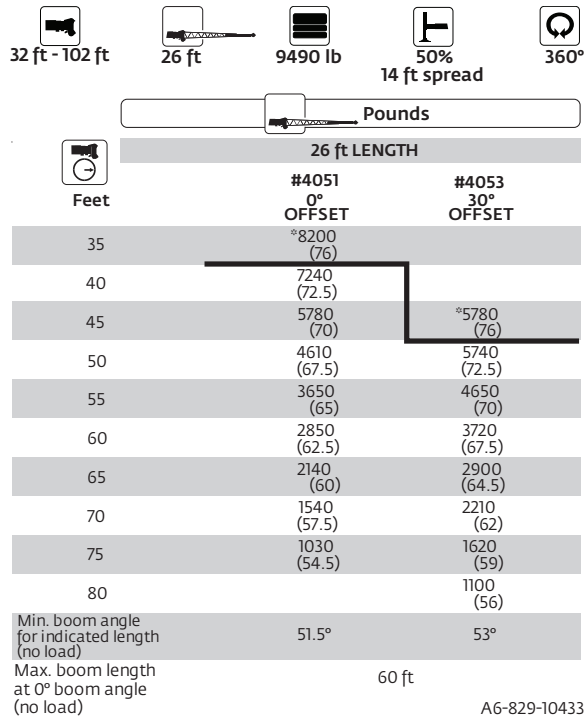 32 ft - 102 ft 26 ft 9490 lb 50% 360°
14 ft spread
Pounds
26 ft LENGTH
Feet
#4051 #4053
0° 30°
OFFSET OFFSET
35 *8200
(76)
40 7240
(72.5)
45 5780 *5780
(70) (76)
50 4610 5740
(67.5) (72.5)
55 3650 4650
(65) (70)
60 2850 3720
(62.5) (67.5)
65 2140 2900
(60) (64.5)
70 1540 2210
(57.5) (62)
75 1030 1620
(54.5) (59)
80 1100
(56)
Min. boom angle
for indicated length 51.5° 53°
(no load)
Max. boom length
at 0° boom angle 60 ft
(no load)
A6-829-10433